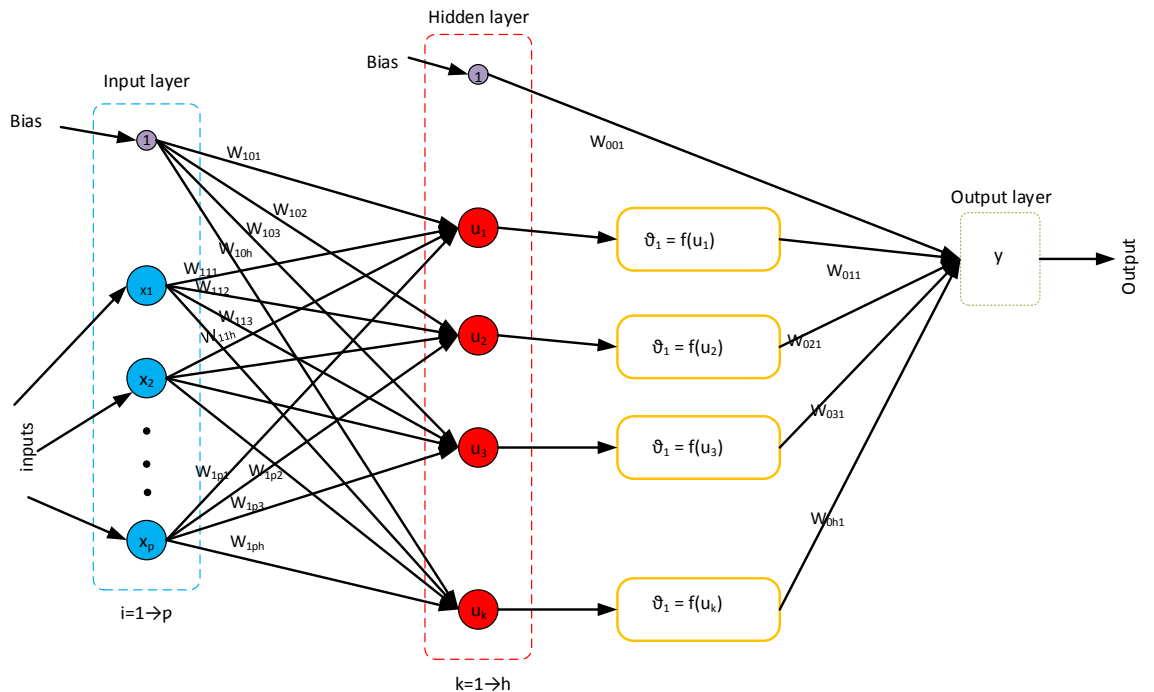 Hidden layer
Bias
1
Input layer
Bias
1
W₁₀₁
W₀₀₁
W₁₀₂
W₁₀₃
W₁₀ₕ
Output layer
u₁
ϑ₁ = f(u₁)
y
Output
W₁₁₁
W₀₁₁
x₁
W₁₁₂
W₁₁₃
W₁₁ₕ
u₂
ϑ₁ = f(u₂)
W₀₂₁
x₂
W₀₃₁
inputs
u₃
ϑ₁ = f(u₃)
W₁ₚ₁
W₁ₚ₂
W₁ₚ₃
W₀ₕ₁
xₚ
W₁ₚₕ
uₖ
ϑ₁ = f(uₖ)
i=1→p
k=1→h